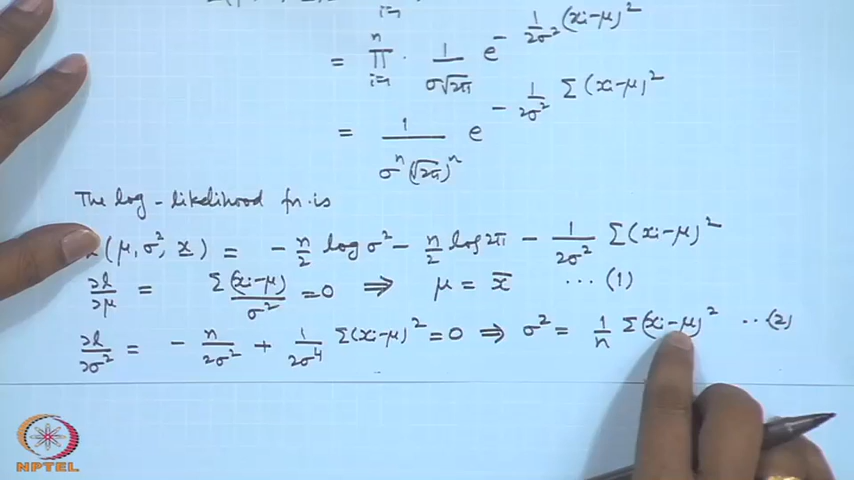 i=1
= n ∏ i=1 . 1/σ√2π e^{- 1/2σ² (xi-μ)²}
= 1/σⁿ(√2π)ⁿ e^{- 1/2σ² Σ(xi-μ)²}
The log-likelihood fn. is
(μ, σ², x) = - n/2 log σ² - n/2 log 2π - 1/2σ² Σ(xi-μ)²
∂l/∂μ = Σ(xi-μ)/σ² = 0 ⇒ μ = x̄ ... (1)
∂l/∂σ² = - n/2σ² + 1/2σ⁴ Σ(xi-μ)² = 0 ⇒ σ² = 1/n Σ(xi-μ)² ... (2)
NPTEL